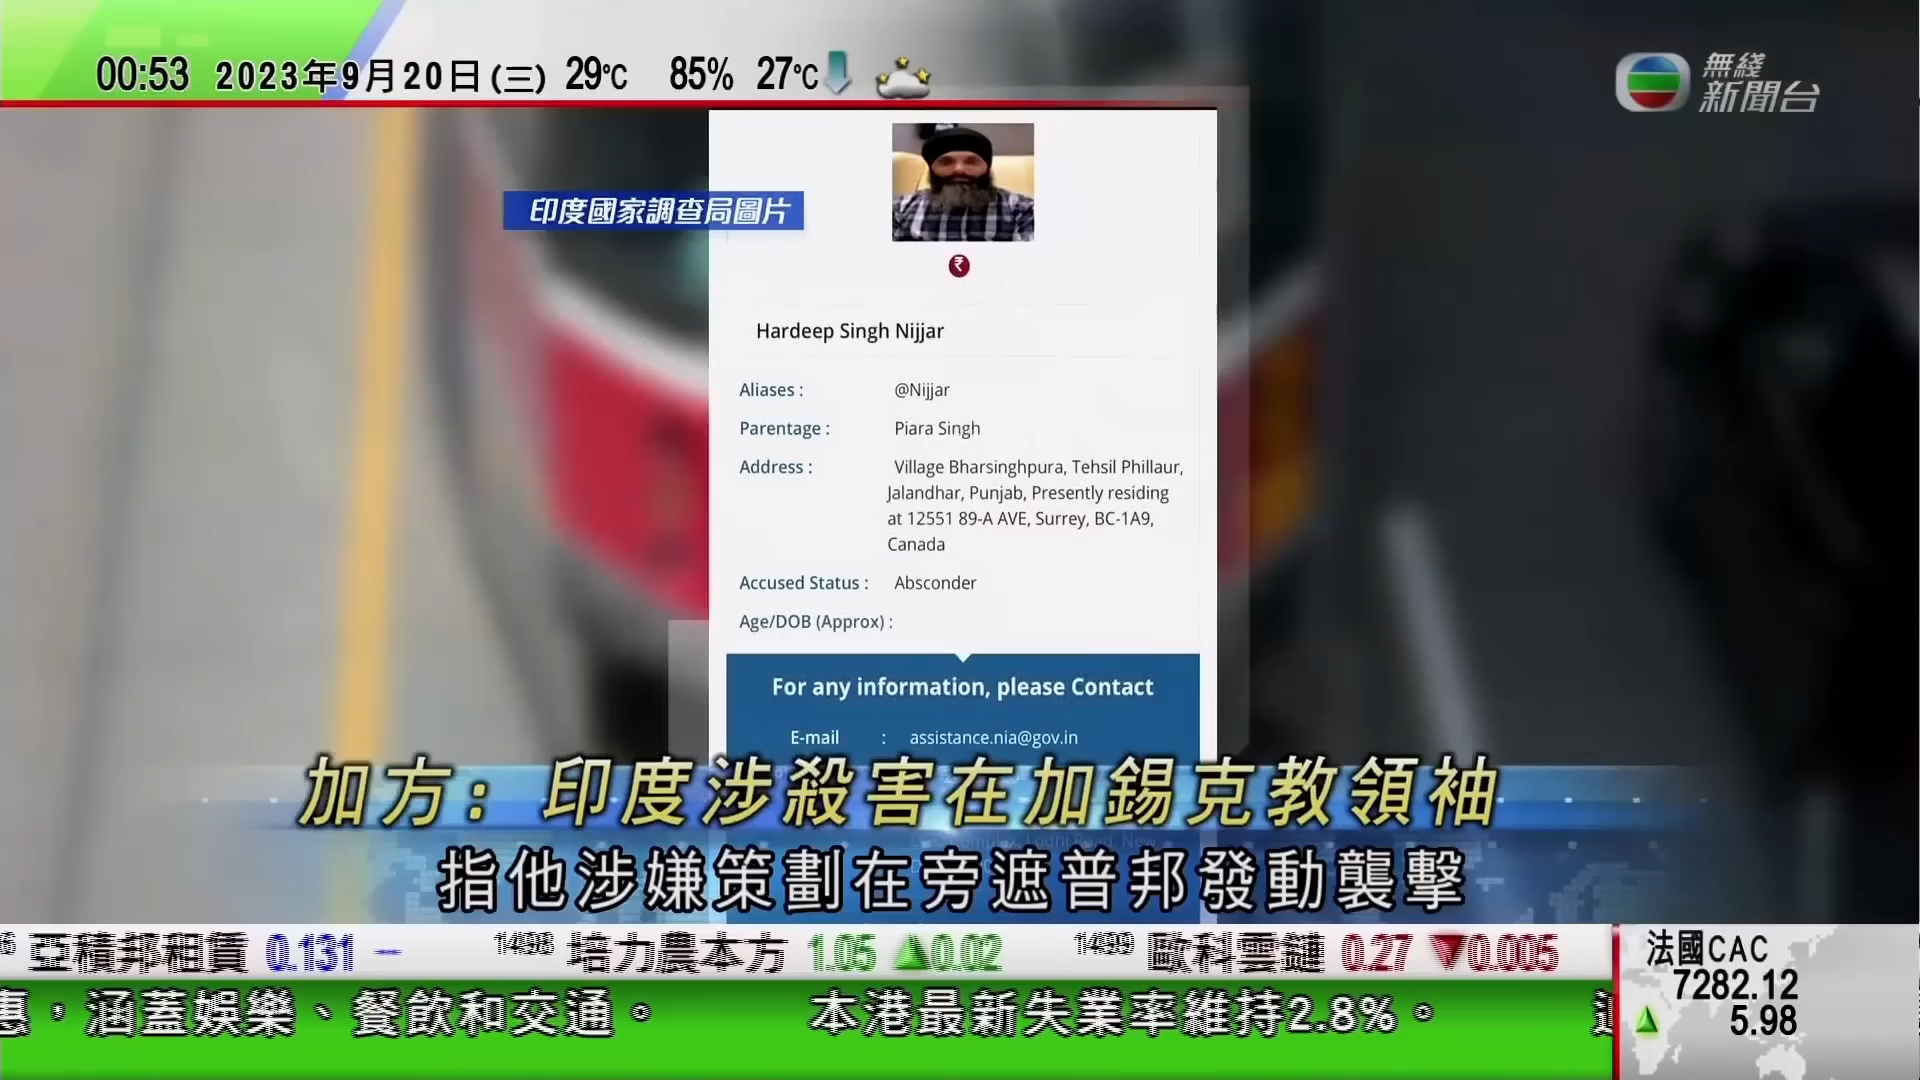 00:53 2023年9月20日(三) 29°C 85% 27°C
無綫
新聞台
印度國家調查局圖片
Hardeep Singh Nijjar
Aliases : @Nijjar
Parentage : Piara Singh
Address : Village Bharsinghpura, Tehsil Phillaur,
Jalandhar, Punjab, Presently residing
at 12551 89-A AVE, Surrey, BC-1A9,
Canada
Accused Status : Absconder
Age/DOB (Approx) :
For any information, please Contact
E-mail : assistance.nia@gov.in
加方：印度涉殺害在加錫克教領袖
指他涉嫌策劃在旁遮普邦發動襲擊
亞積邦租賃 0.131 – 1498 培力農本方 1.05 ▲0.02 1499 歐科雲鏈 0.27 ▼0.005
惠，涵蓋娛樂、餐飲和交通。 本港最新失業率維持2.8%。
法國CAC
7282.12
▲ 5.98